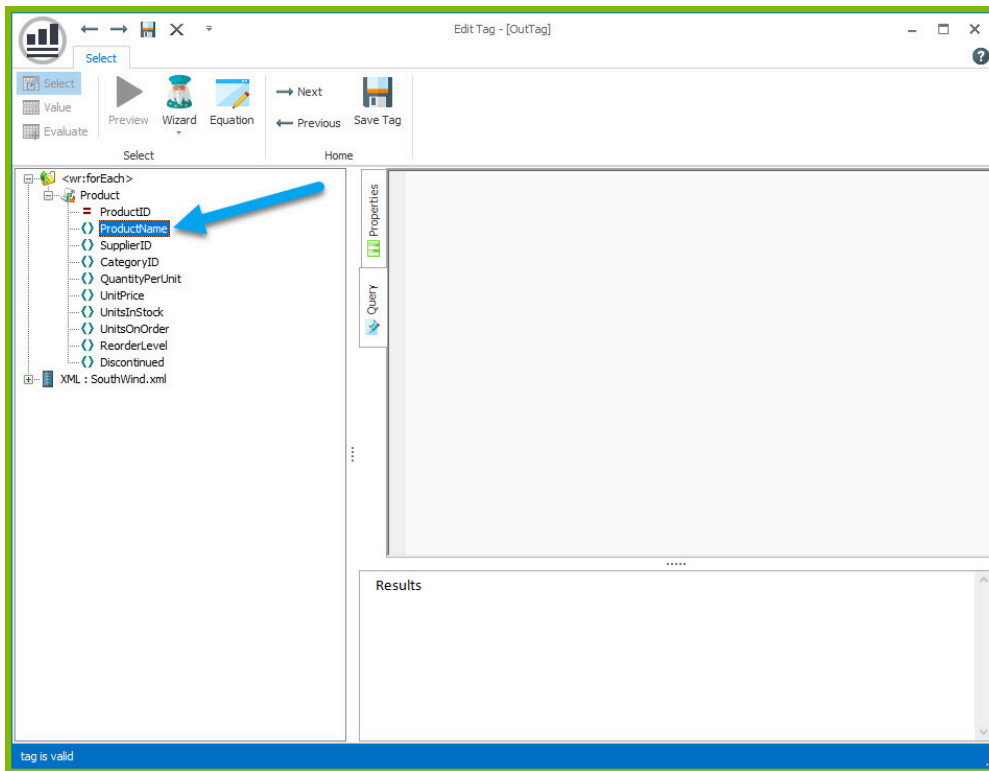 Edit Tag - [OutTag]
Select
Select
Value
Evaluate
Preview
Wizard
Equation
Next
Previous
Save Tag
Select
Home
<wr:forEach>
Product
ProductID
ProductName
SupplierID
CategoryID
QuantityPerUnit
UnitPrice
UnitsInStock
UnitsOnOrder
ReorderLevel
Discontinued
XML : SouthWind.xml
Properties
Query
Results
tag is valid